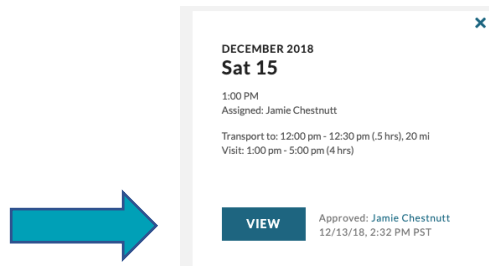 DECEMBER 2018
Sat 15
1:00 PM
Assigned: Jamie Chestnutt
Transport to: 12:00 pm - 12:30 pm (.5 hrs), 20 mi
Visit: 1:00 pm - 5:00 pm (4 hrs)
VIEW
Approved: Jamie Chestnutt
12/13/18, 2:32 PM PST